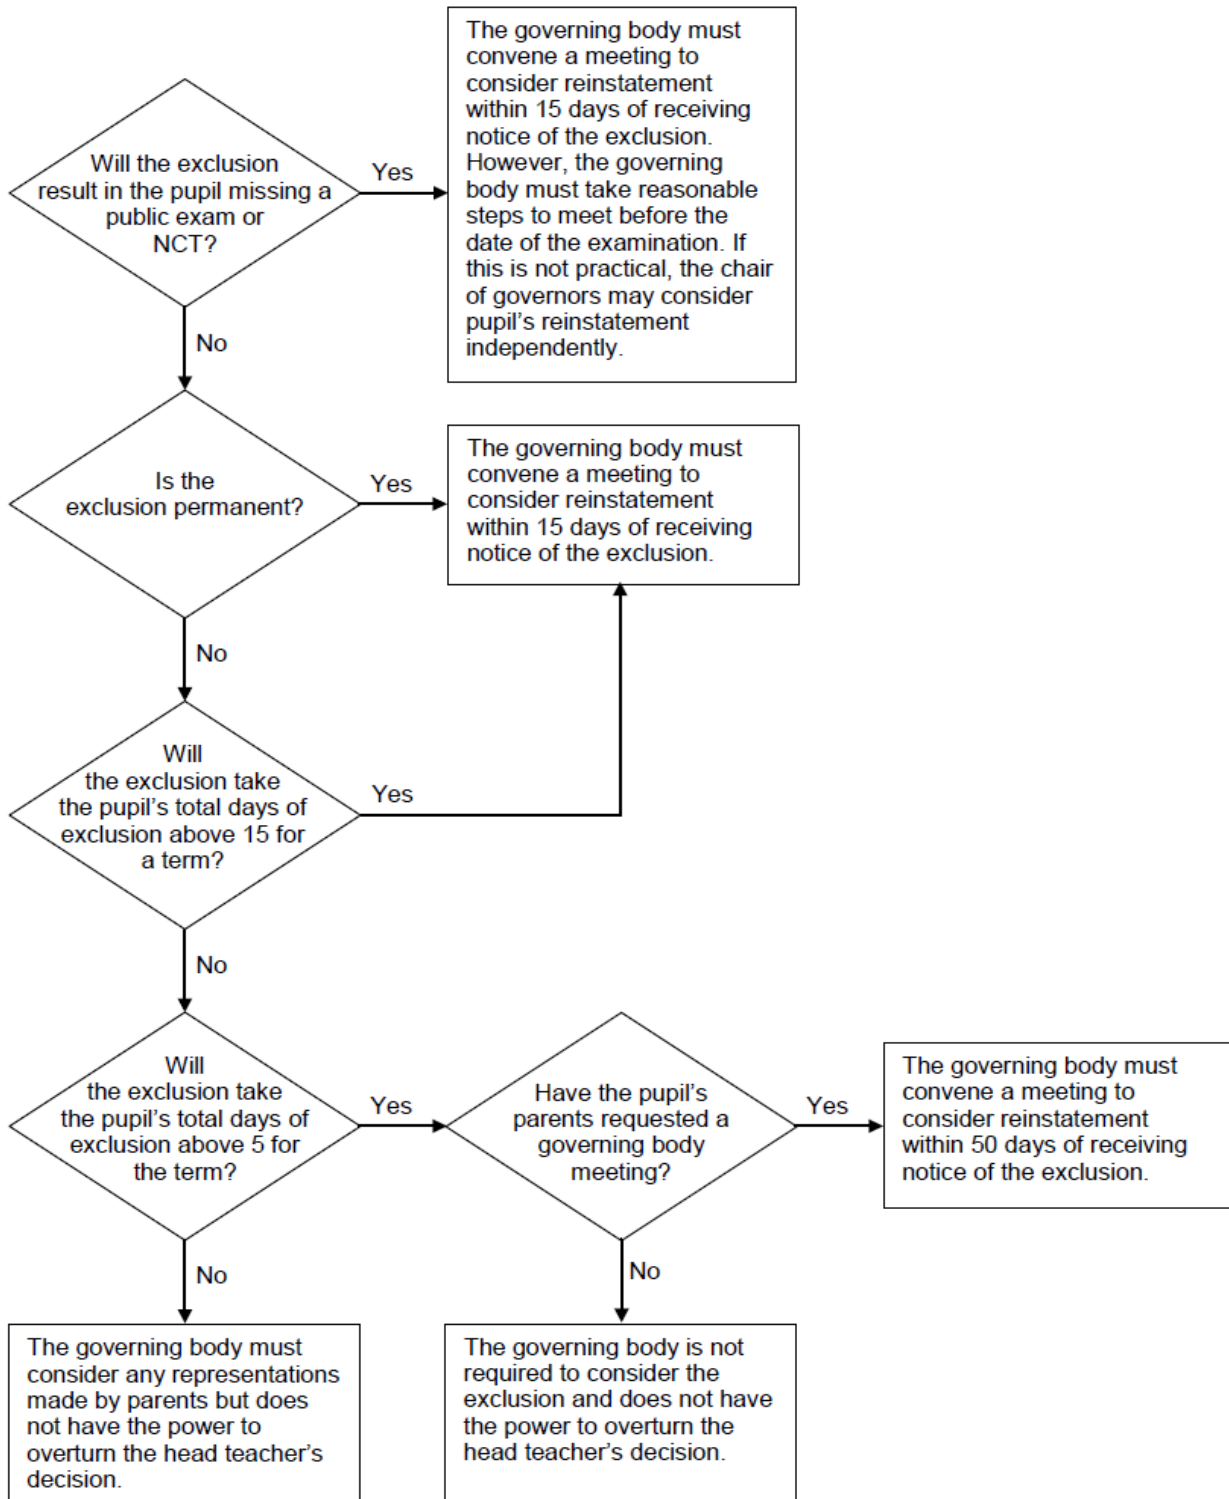 The governing body must
convene a meeting to
consider reinstatement
within 15 days of receiving
notice of the exclusion.
However, the governing
body must take reasonable
steps to meet before the
date of the examination. If
this is not practical, the chair
of governors may consider
pupil's reinstatement
independently.
Will the exclusion
result in the pupil missing a
public exam or
NCT?
Yes
No
Is the
exclusion permanent?
Yes
The governing body must
convene a meeting to
consider reinstatement
within 15 days of receiving
notice of the exclusion.
No
Will
the exclusion take
the pupil's total days of
exclusion above 15 for
a term?
Yes
No
Will
the exclusion take
the pupil's total days of
exclusion above 5 for
the term?
Yes
Have the pupil's
parents requested a
governing body
meeting?
Yes
The governing body must
convene a meeting to
consider reinstatement
within 50 days of receiving
notice of the exclusion.
No
No
The governing body must
consider any representations
made by parents but does
not have the power to
overturn the head teacher's
decision.
The governing body is not
required to consider the
exclusion and does not have
the power to overturn the
head teacher's decision.